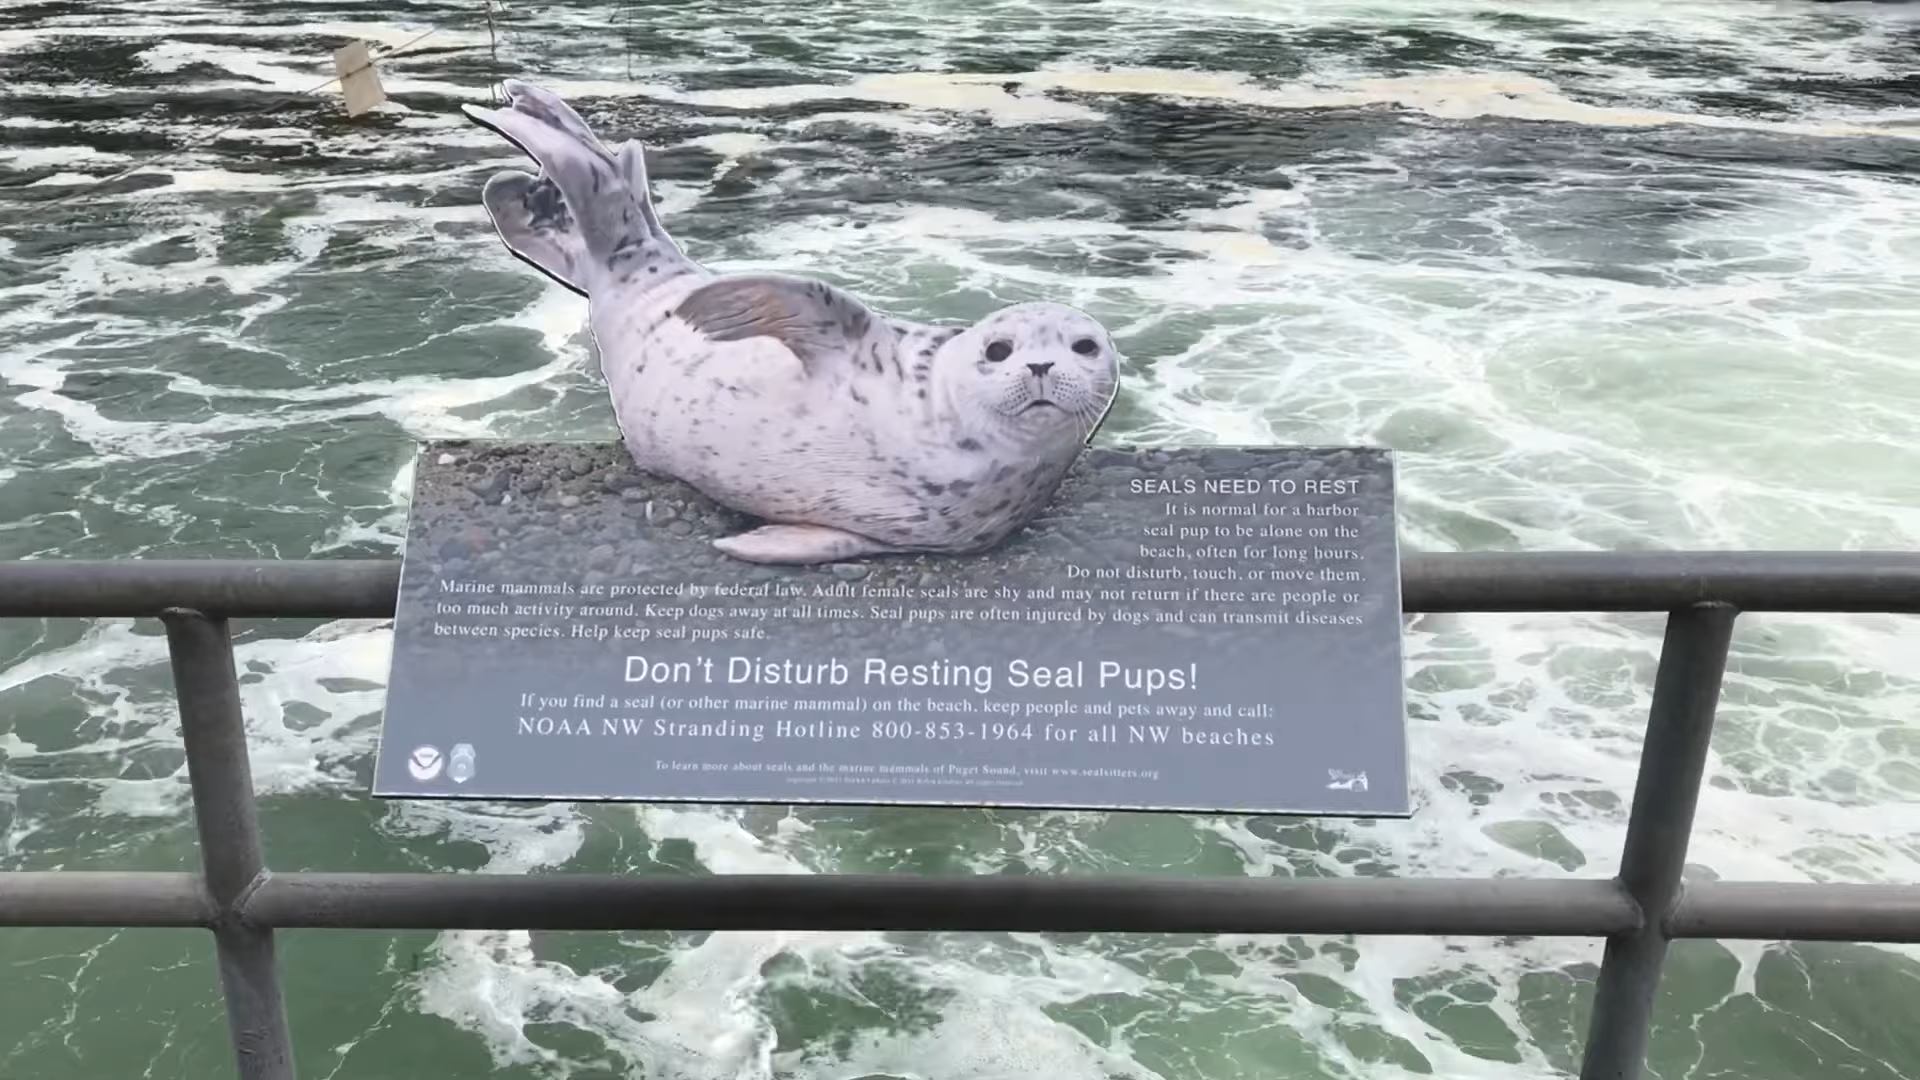 SEALS NEED TO REST
It is normal for a harbor
seal pup to be alone on the
beach, often for long hours.
Do not disturb, touch, or move them.
Marine mammals are protected by federal law. Adult female seals are shy and may not return if there are people or
too much activity around. Keep dogs away at all times. Seal pups are often injured by dogs and can transmit diseases
between species. Help keep seal pups safe.
Don't Disturb Resting Seal Pups!
If you find a seal (or other marine mammal) on the beach, keep people and pets away and call:
NOAA NW Stranding Hotline 800-853-1964 for all NW beaches
To learn more about seals and the marine mammals of Puget Sound, visit www.sealsitters.org